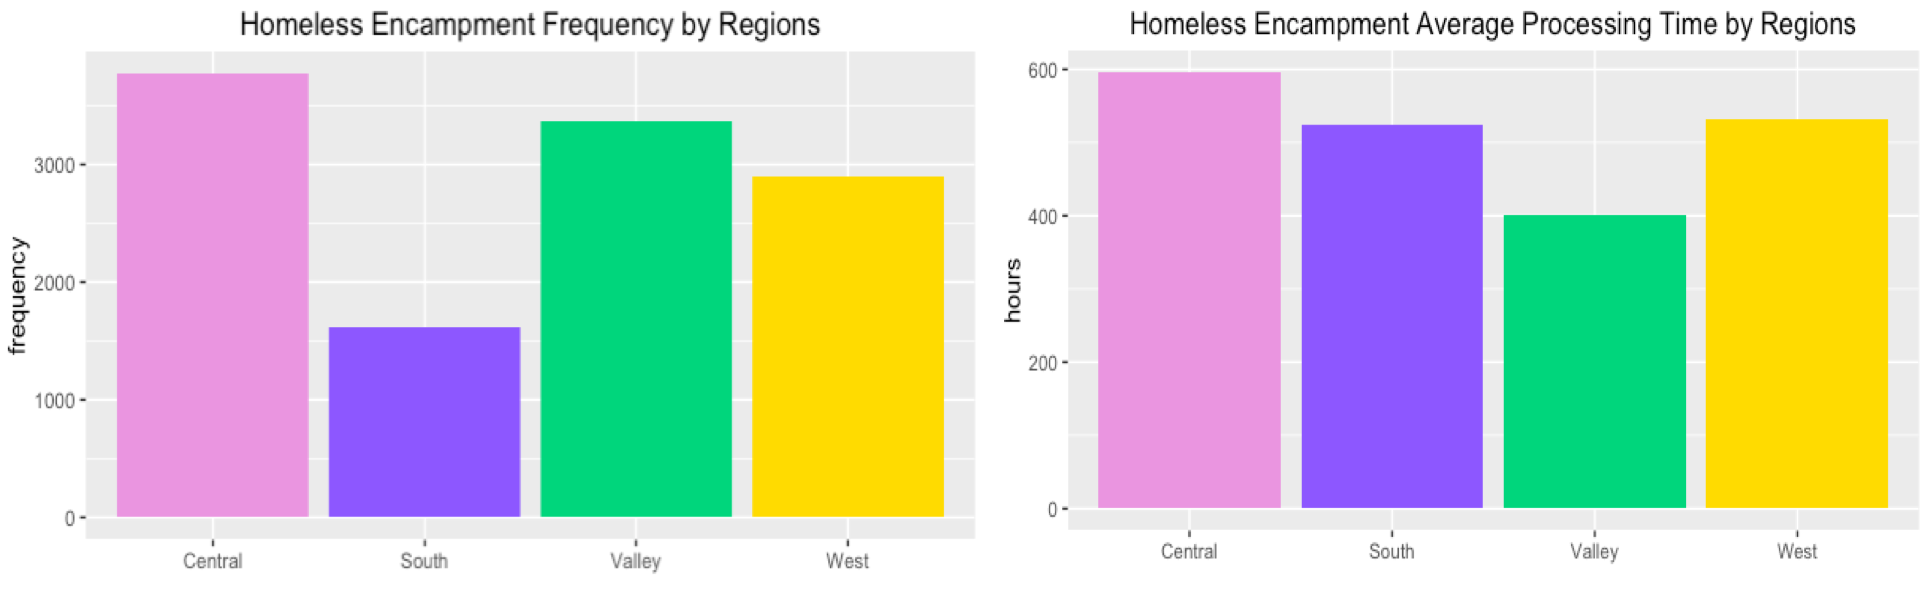 Homeless Encampment Frequency by Regions
frequency
3000
2000
1000
0
Central South Valley West
Homeless Encampment Average Processing Time by Regions
hours
600
400
200
0
Central South Valley West